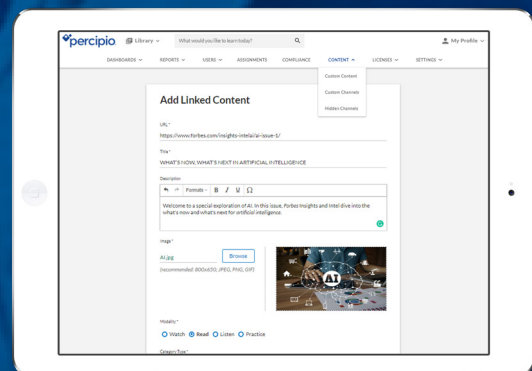 percipio.
Library
What would you like to learn today?
My Profile
DASHBOARDS
REPORTS
USERS
ASSIGNMENTS
COMPLIANCE
CONTENT
LICENSES
SETTINGS
Custom Content
Custom Channels
Hidden Channels
Add Linked Content
URL*
https://www.forbes.com/insights-intelai/ai-issue-1/
Title*
WHAT'S NOW, WHAT'S NEXT IN ARTIFICIAL INTELLIGENCE
Description
Formats B I U Ω
Welcome to a special exploration of AI. In this issue, Forbes Insights and Intel dive into the
what's now and what's next for artificial intelligence.
Image*
AI.jpg
Browse
(recommended: 800x650, JPEG, PNG, GIF)
AI
Modality*
Watch Read Listen Practice
Category Type*